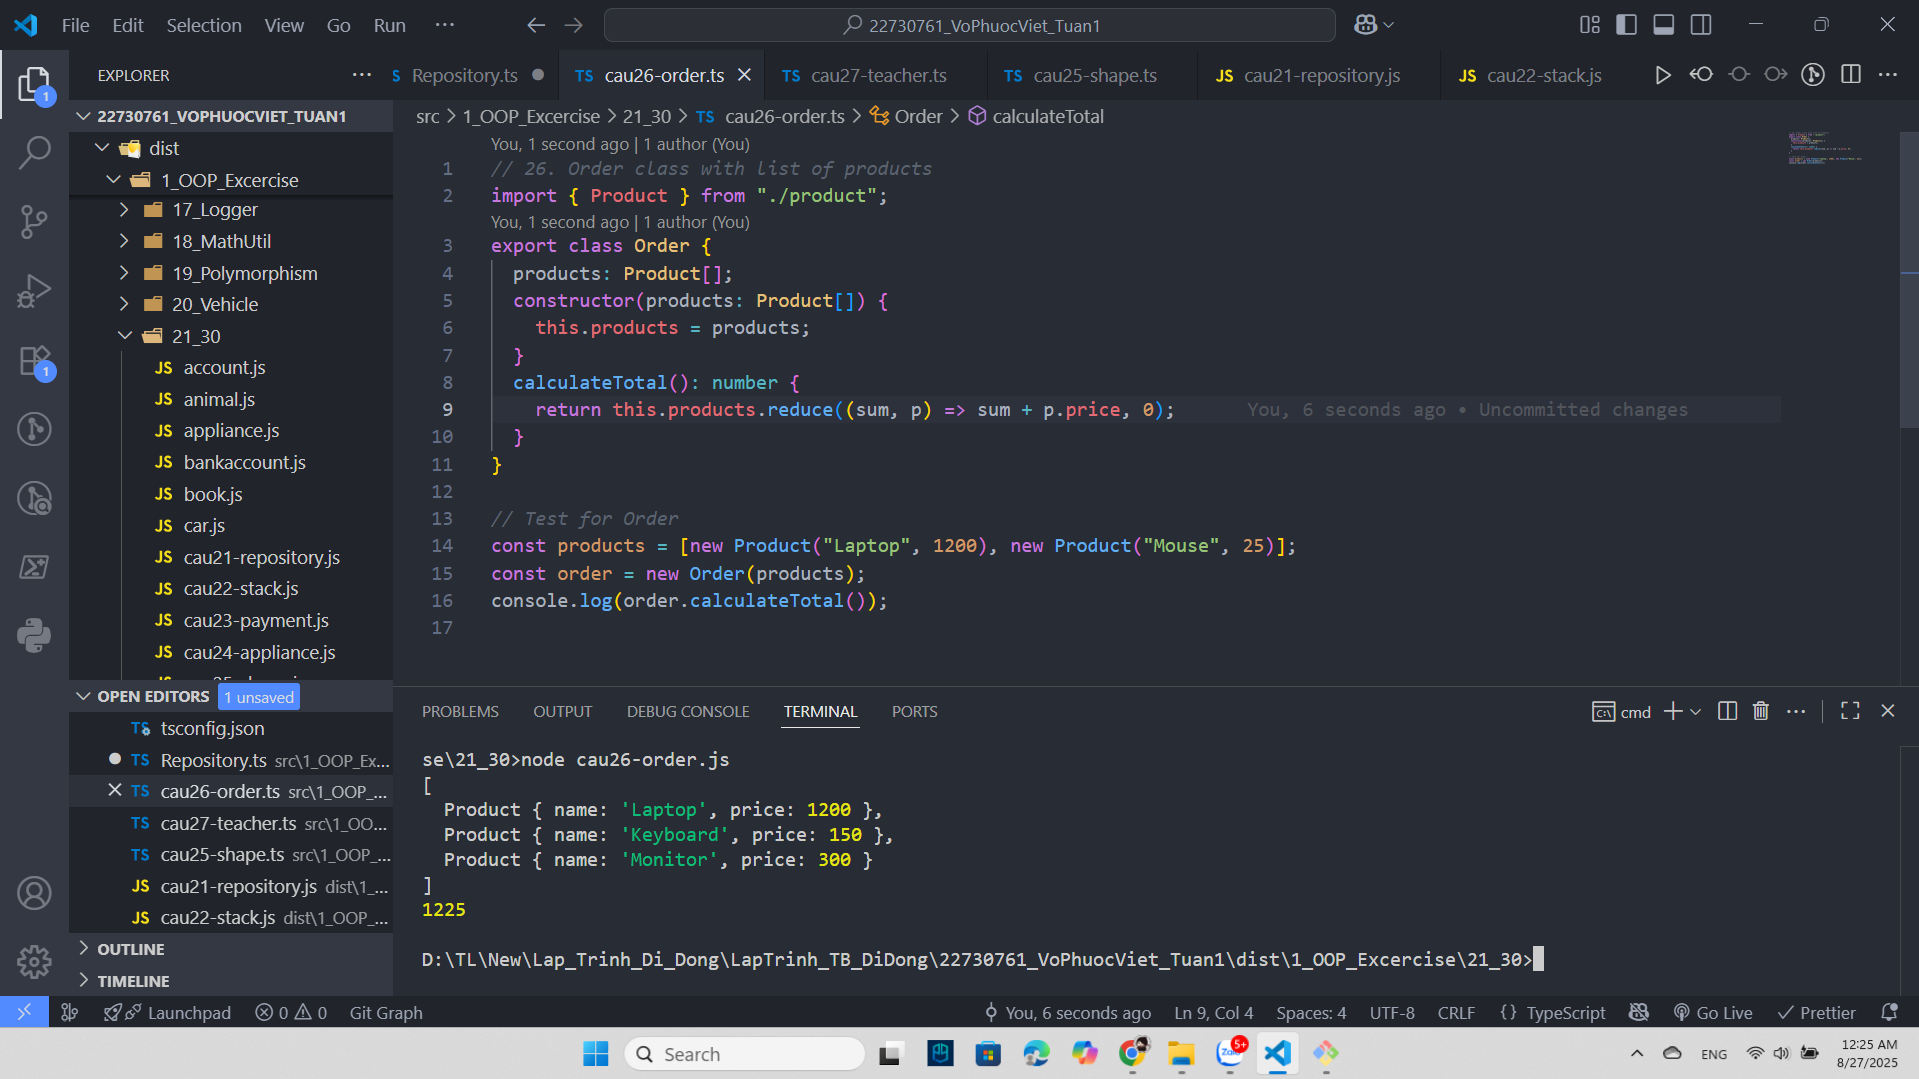 File Edit Selection View Go Run ···
22730761_VoPhuocViet_Tuan1
EXPLORER ···
S Repository.ts
TS cau26-order.ts
TS cau27-teacher.ts
TS cau25-shape.ts
JS cau21-repository.js
JS cau22-stack.js
1
22730761_VOPHUOCVIET_TUAN1
dist
1_OOP_Excercise
17_Logger
18_MathUtil
19_Polymorphism
20_Vehicle
21_30
JS account.js
JS animal.js
JS appliance.js
JS bankaccount.js
JS book.js
JS car.js
JS cau21-repository.js
JS cau22-stack.js
JS cau23-payment.js
JS cau24-appliance.js
1
OPEN EDITORS 1 unsaved
TS tsconfig.json
TS Repository.ts src\1_OOP_Ex...
TS cau26-order.ts src\1_OOP_...
TS cau27-teacher.ts src\1_OO...
TS cau25-shape.ts src\1_OOP_...
JS cau21-repository.js dist\1_...
JS cau22-stack.js dist\1_OOP_...
OUTLINE
TIMELINE
src > 1_OOP_Excercise > 21_30 > TS cau26-order.ts > Order > calculateTotal
You, 1 second ago | 1 author (You)
1 // 26. Order class with list of products
2 import { Product } from "./product";
You, 1 second ago | 1 author (You)
3 export class Order {
4 products: Product[];
5 constructor(products: Product[]) {
6 this.products = products;
7 }
8 calculateTotal(): number {
9 return this.products.reduce((sum, p) => sum + p.price, 0); You, 6 seconds ago • Uncommitted changes
10 }
11 }
12
13 // Test for Order
14 const products = [new Product("Laptop", 1200), new Product("Mouse", 25)];
15 const order = new Order(products);
16 console.log(order.calculateTotal());
17
PROBLEMS OUTPUT DEBUG CONSOLE TERMINAL PORTS
cmd
se\21_30>node cau26-order.js
[
Product { name: 'Laptop', price: 1200 },
Product { name: 'Keyboard', price: 150 },
Product { name: 'Monitor', price: 300 }
]
1225
D:\TL\New\Lap_Trinh_Di_Dong\LapTrinh_TB_DiDong\22730761_VoPhuocViet_Tuan1\dist\1_OOP_Excercise\21_30>
Launchpad 0 0 Git Graph
You, 6 seconds ago Ln 9, Col 4 Spaces: 4 UTF-8 CRLF {} TypeScript Go Live Prettier
Search
Zalo
5+
ENG
12:25 AM
8/27/2025